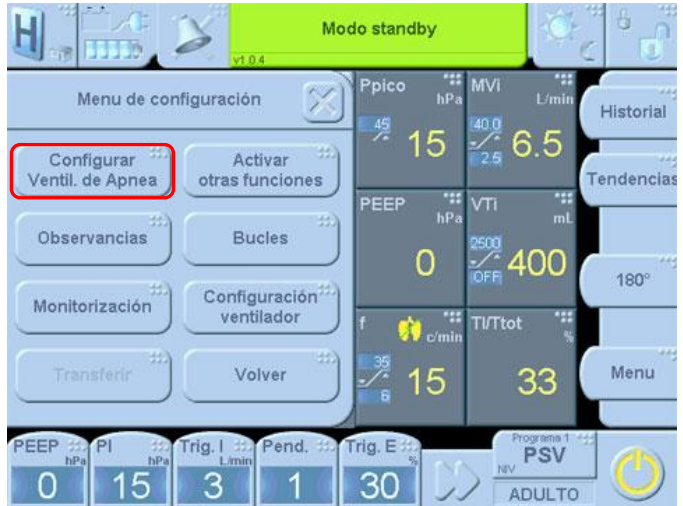 H
Modo standby
v1.0.4
Menu de configuración
Configurar
Ventil. de Apnea
Activar
otras funciones
Observancias
Bucles
Monitorización
Configuración
ventilador
Transferir
Volver
Ppico
hPa
45
15
MVi
L/min
40.0
2.5
6.5
PEEP
hPa
0
VTi
mL
2500
OFF
400
f
c/min
35
6
15
TI/Ttot
%
33
Historial
Tendencias
180°
Menu
PEEP
hPa
0
PI
hPa
15
Trig. I
L/min
3
Pend.
1
Trig. E
%
30
Programa 1
PSV
NIV
ADULTO